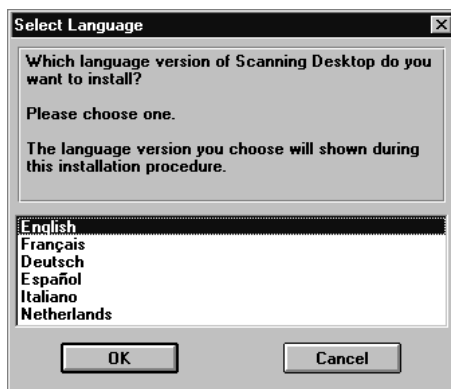 Select Language
Which language version of Scanning Desktop do you
want to install?
Please choose one.
The language version you choose will shown during
this installation procedure.
English
Français
Deutsch
Español
Italiano
Netherlands
OK
Cancel